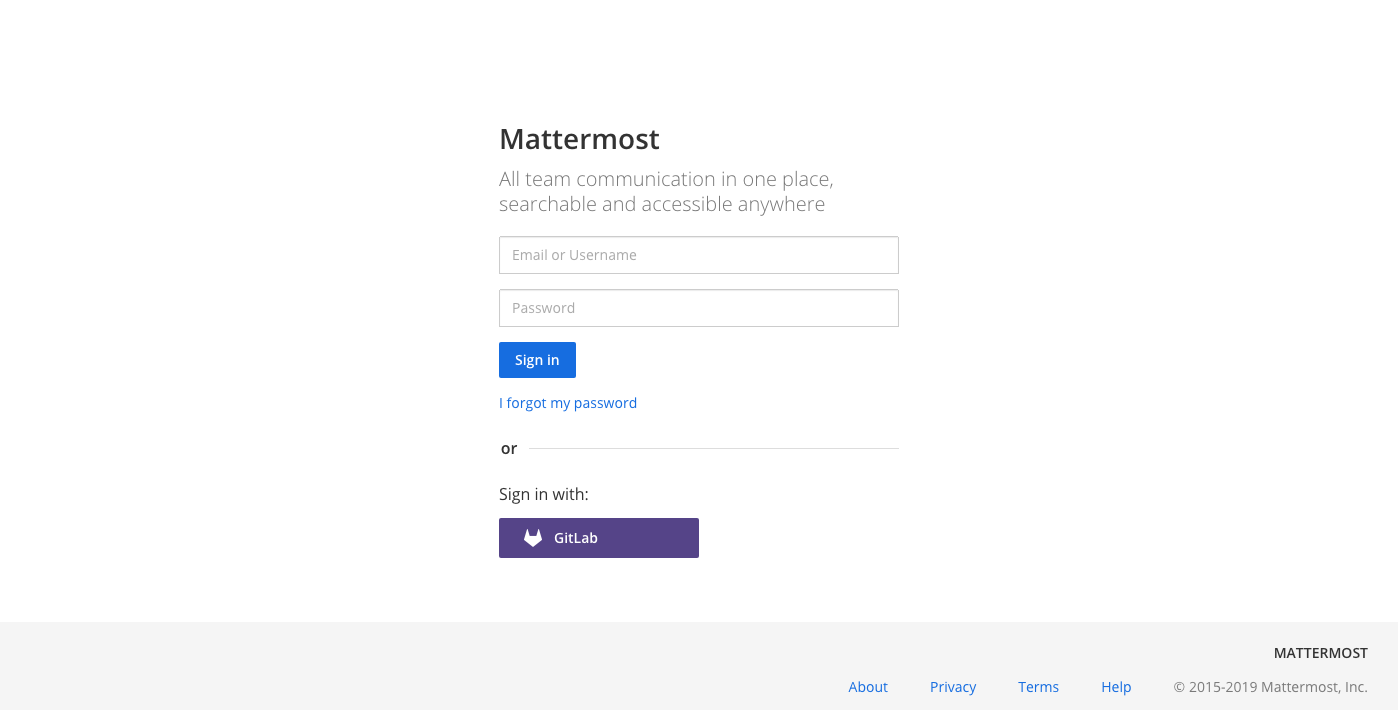 Mattermost
All team communication in one place,
searchable and accessible anywhere
Email or Username
Password
Sign in
I forgot my password
or
Sign in with:
GitLab
MATTERMOST
About Privacy Terms Help © 2015-2019 Mattermost, Inc.